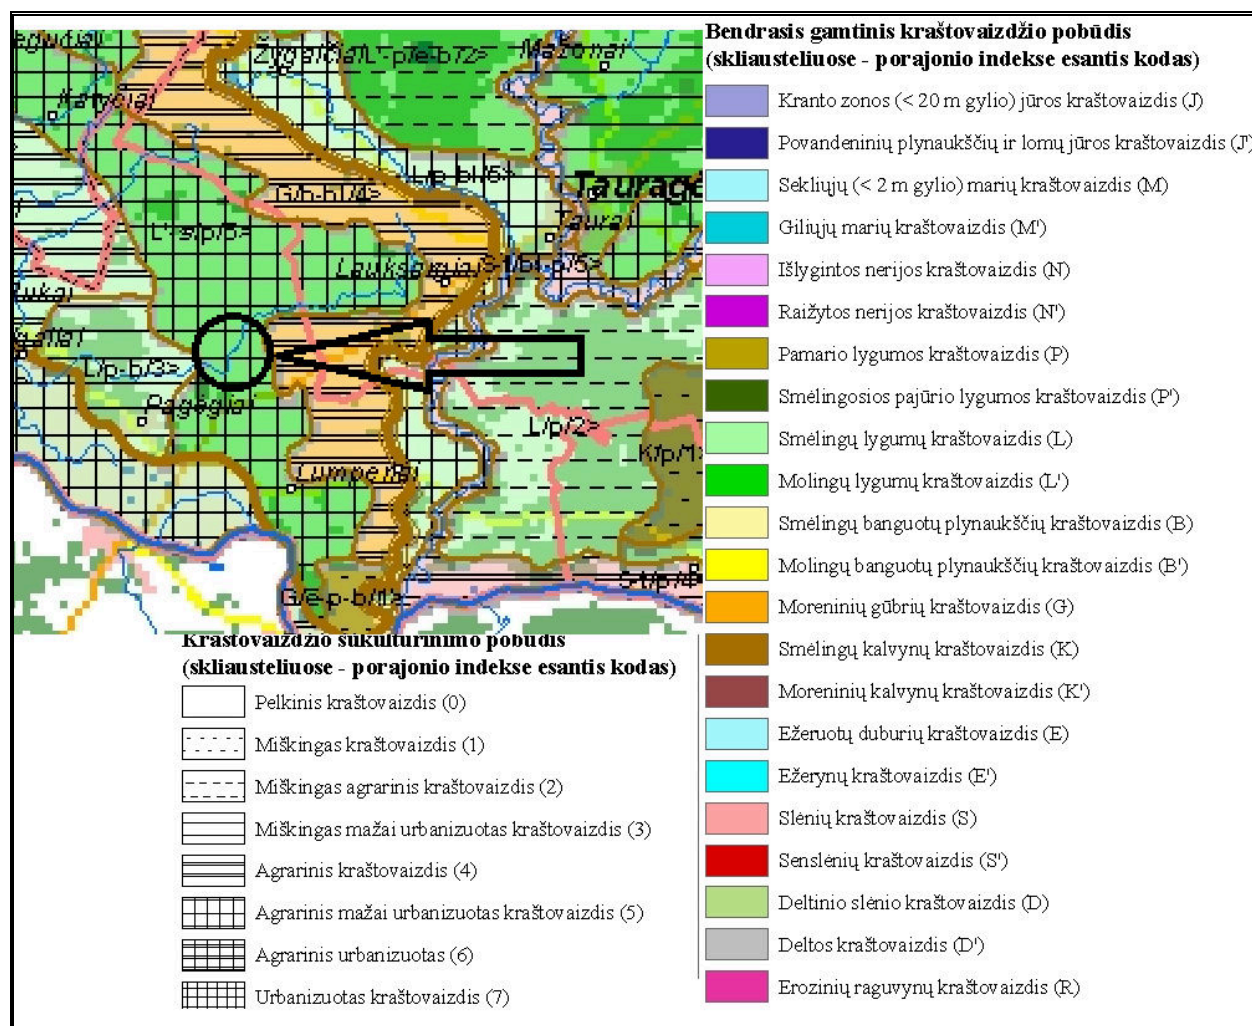 Katyčiai
Žygaičiai
L'-p/e-b/2>
Mažonai
L/p-bl/5>
Tauragė
G/b-bl/4>
Taurai
L'-s/p/5>
Lauksargiai
L/p-b/3>
Pagėgiai
L/p/2>
K/p/1>
Lumpėnai
G/e-p-b/1>
Bendrasis gamtinis kraštovaizdžio pobūdis
(skliausteliuose - porajonio indekse esantis kodas)
Kranto zonos (< 20 m gylio) jūros kraštovaizdis (J)
Povandeninių plynaukščių ir lomų jūros kraštovaizdis (J')
Sekliųjų (< 2 m gylio) marių kraštovaizdis (M)
Giliųjų marių kraštovaizdis (M')
Išlygintos nerijos kraštovaizdis (N)
Raižytos nerijos kraštovaizdis (N')
Pamario lygumos kraštovaizdis (P)
Smėlingosios pajūrio lygumos kraštovaizdis (P')
Smėlingų lygumų kraštovaizdis (L)
Molingų lygumų kraštovaizdis (L')
Smėlingų banguotų plynaukščių kraštovaizdis (B)
Molingų banguotų plynaukščių kraštovaizdis (B')
Moreninių gūbrių kraštovaizdis (G)
Smėlingų kalvynų kraštovaizdis (K)
Moreninių kalvynų kraštovaizdis (K')
Ežeruotų duburių kraštovaizdis (E)
Ežerynų kraštovaizdis (E')
Slėnių kraštovaizdis (S)
Senslėnių kraštovaizdis (S')
Deltinio slėnio kraštovaizdis (D)
Deltos kraštovaizdis (D')
Erozinių raguvynų kraštovaizdis (R)
Kraštovaizdžio sukultūrinimo pobūdis
(skliausteliuose - porajonio indekse esantis kodas)
Pelkinis kraštovaizdis (0)
Miškingas kraštovaizdis (1)
Miškingas agrarinis kraštovaizdis (2)
Miškingas mažai urbanizuotas kraštovaizdis (3)
Agrarinis kraštovaizdis (4)
Agrarinis mažai urbanizuotas kraštovaizdis (5)
Agrarinis urbanizuotas (6)
Urbanizuotas kraštovaizdis (7)